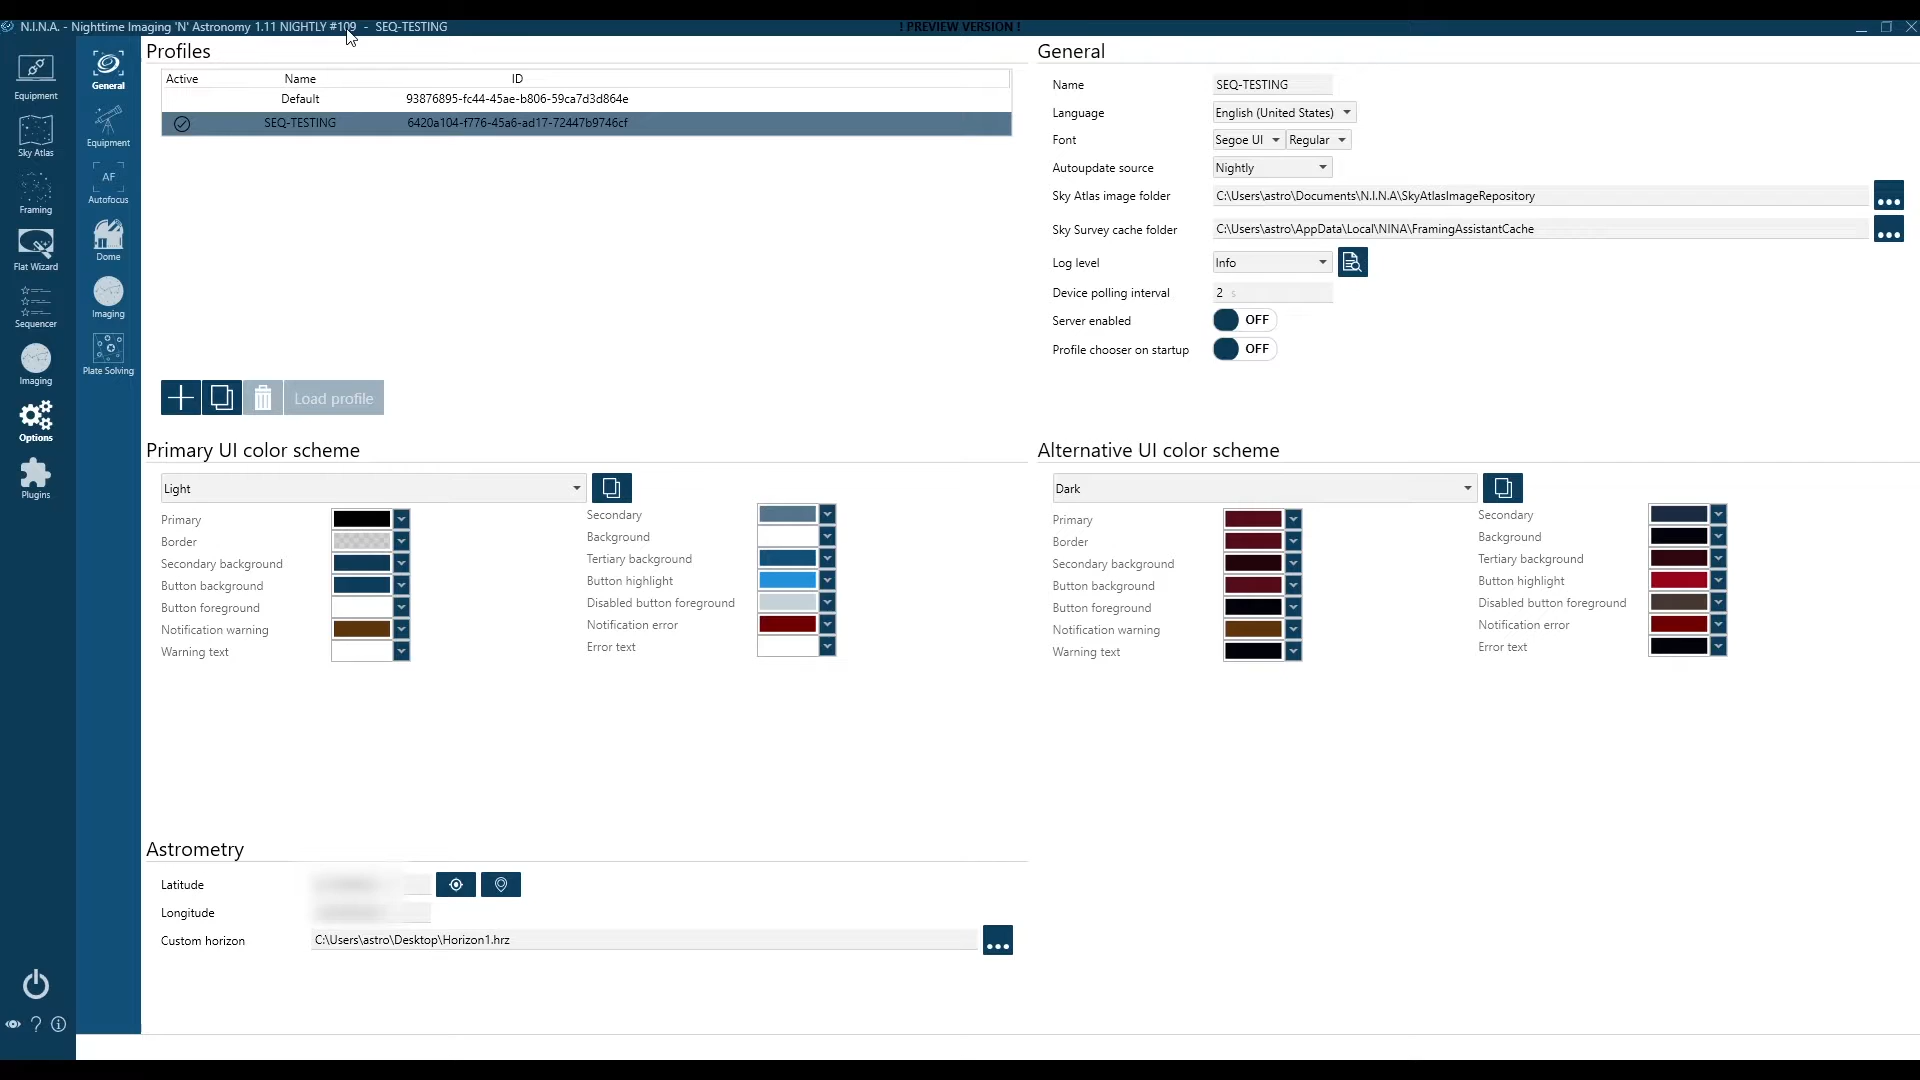 N.I.N.A. - Nighttime Imaging 'N' Astronomy 1.11 NIGHTLY #109 - SEQ-TESTING
! PREVIEW VERSION !
Equipment
Sky Atlas
Framing
Flat Wizard
Sequencer
Imaging
Options
Plugins
General
Equipment
AF
Autofocus
Dome
Imaging
Plate Solving
Profiles
Active Name ID
Default 93876895-fc44-45ae-b806-59ca7d3d864e
SEQ-TESTING 6420a104-f776-45a6-ad17-72447b9746cf
Load profile
General
Name SEQ-TESTING
Language English (United States)
Font Segoe UI Regular
Autoupdate source Nightly
Sky Atlas image folder C:\Users\astro\Documents\N.I.N.A\SkyAtlasImageRepository
Sky Survey cache folder C:\Users\astro\AppData\Local\NINA\FramingAssistantCache
Log level Info
Device polling interval 2 s
Server enabled OFF
Profile chooser on startup OFF
Primary UI color scheme
Light
Primary Secondary
Border Background
Secondary background Tertiary background
Button background Button highlight
Button foreground Disabled button foreground
Notification warning Notification error
Warning text Error text
Alternative UI color scheme
Dark
Primary Secondary
Border Background
Secondary background Tertiary background
Button background Button highlight
Button foreground Disabled button foreground
Notification warning Notification error
Warning text Error text
Astrometry
Latitude
Longitude
Custom horizon C:\Users\astro\Desktop\Horizon1.hrz